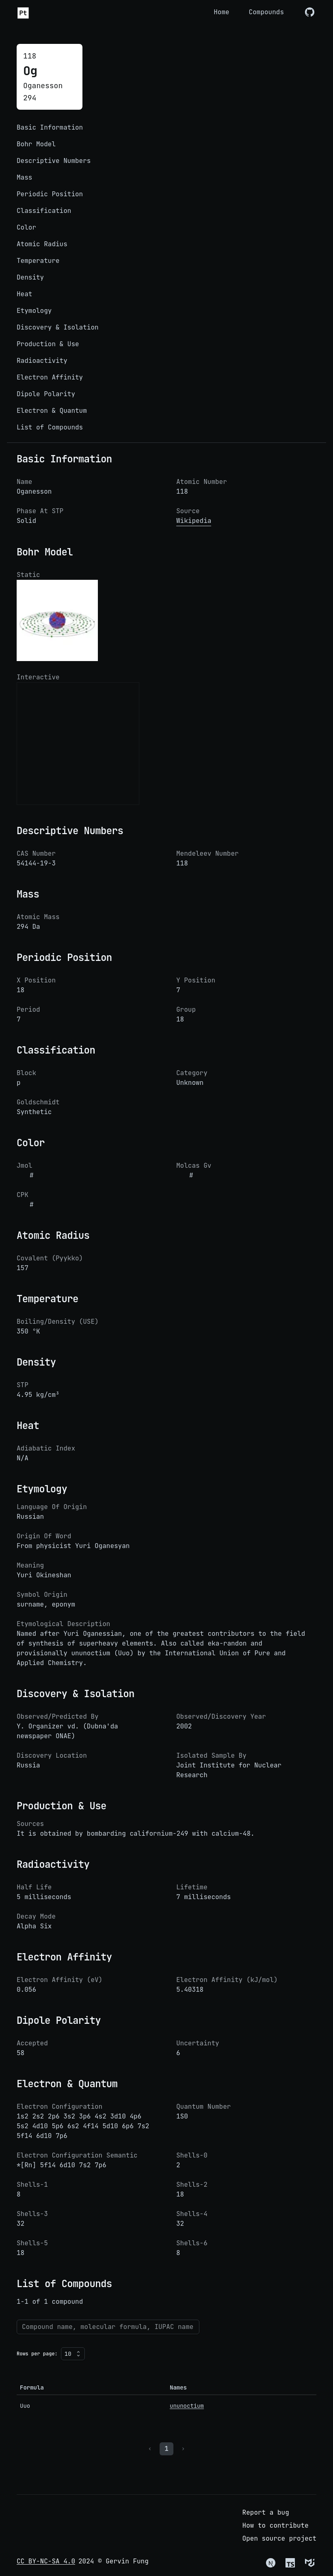 Pt
Home
Compounds
118
Og
Oganesson
294
Basic Information
Bohr Model
Descriptive Numbers
Mass
Periodic Position
Classification
Color
Atomic Radius
Temperature
Density
Heat
Etymology
Discovery & Isolation
Production & Use
Radioactivity
Electron Affinity
Dipole Polarity
Electron & Quantum
List of Compounds
Basic Information
Name
Oganesson
Atomic Number
118
Phase At STP
Solid
Source
Wikipedia
Bohr Model
Static
Interactive
Descriptive Numbers
CAS Number
54144-19-3
Mendeleev Number
118
Mass
Atomic Mass
294 Da
Periodic Position
X Position
18
Y Position
7
Period
7
Group
18
Classification
Block
p
Category
Unknown
Goldschmidt
Synthetic
Color
Jmol
#
Molcas Gv
#
CPK
#
Atomic Radius
Covalent (Pyykko)
157
Temperature
Boiling/Density (USE)
350 °K
Density
STP
4.95 kg/cm³
Heat
Adiabatic Index
N/A
Etymology
Language Of Origin
Russian
Origin Of Word
From physicist Yuri Oganesyan
Meaning
Yuri Okineshan
Symbol Origin
surname, eponym
Etymological Description
Named after Yuri Oganessian, one of the greatest contributors to the field
of synthesis of superheavy elements. Also called eka-randon and
provisionally ununoctium (Uuo) by the International Union of Pure and
Applied Chemistry.
Discovery & Isolation
Observed/Predicted By
Y. Organizer vd. (Dubna'da
newspaper ONAE)
Observed/Discovery Year
2002
Discovery Location
Russia
Isolated Sample By
Joint Institute for Nuclear
Research
Production & Use
Sources
It is obtained by bombarding californium-249 with calcium-48.
Radioactivity
Half Life
5 milliseconds
Lifetime
7 milliseconds
Decay Mode
Alpha Six
Electron Affinity
Electron Affinity (eV)
0.056
Electron Affinity (kJ/mol)
5.40318
Dipole Polarity
Accepted
58
Uncertainty
6
Electron & Quantum
Electron Configuration
1s2 2s2 2p6 3s2 3p6 4s2 3d10 4p6
5s2 4d10 5p6 6s2 4f14 5d10 6p6 7s2
5f14 6d10 7p6
Quantum Number
1S0
Electron Configuration Semantic
*[Rn] 5f14 6d10 7s2 7p6
Shells-0
2
Shells-1
8
Shells-2
18
Shells-3
32
Shells-4
32
Shells-5
18
Shells-6
8
List of Compounds
1-1 of 1 compound
Compound name, molecular formula, IUPAC name
Rows per page: 10
Formula
Names
Uuo
ununoctium
‹ 1 ›
Report a bug
How to contribute
Open source project
CC BY-NC-SA 4.0 2024 © Gervin Fung
N
TS